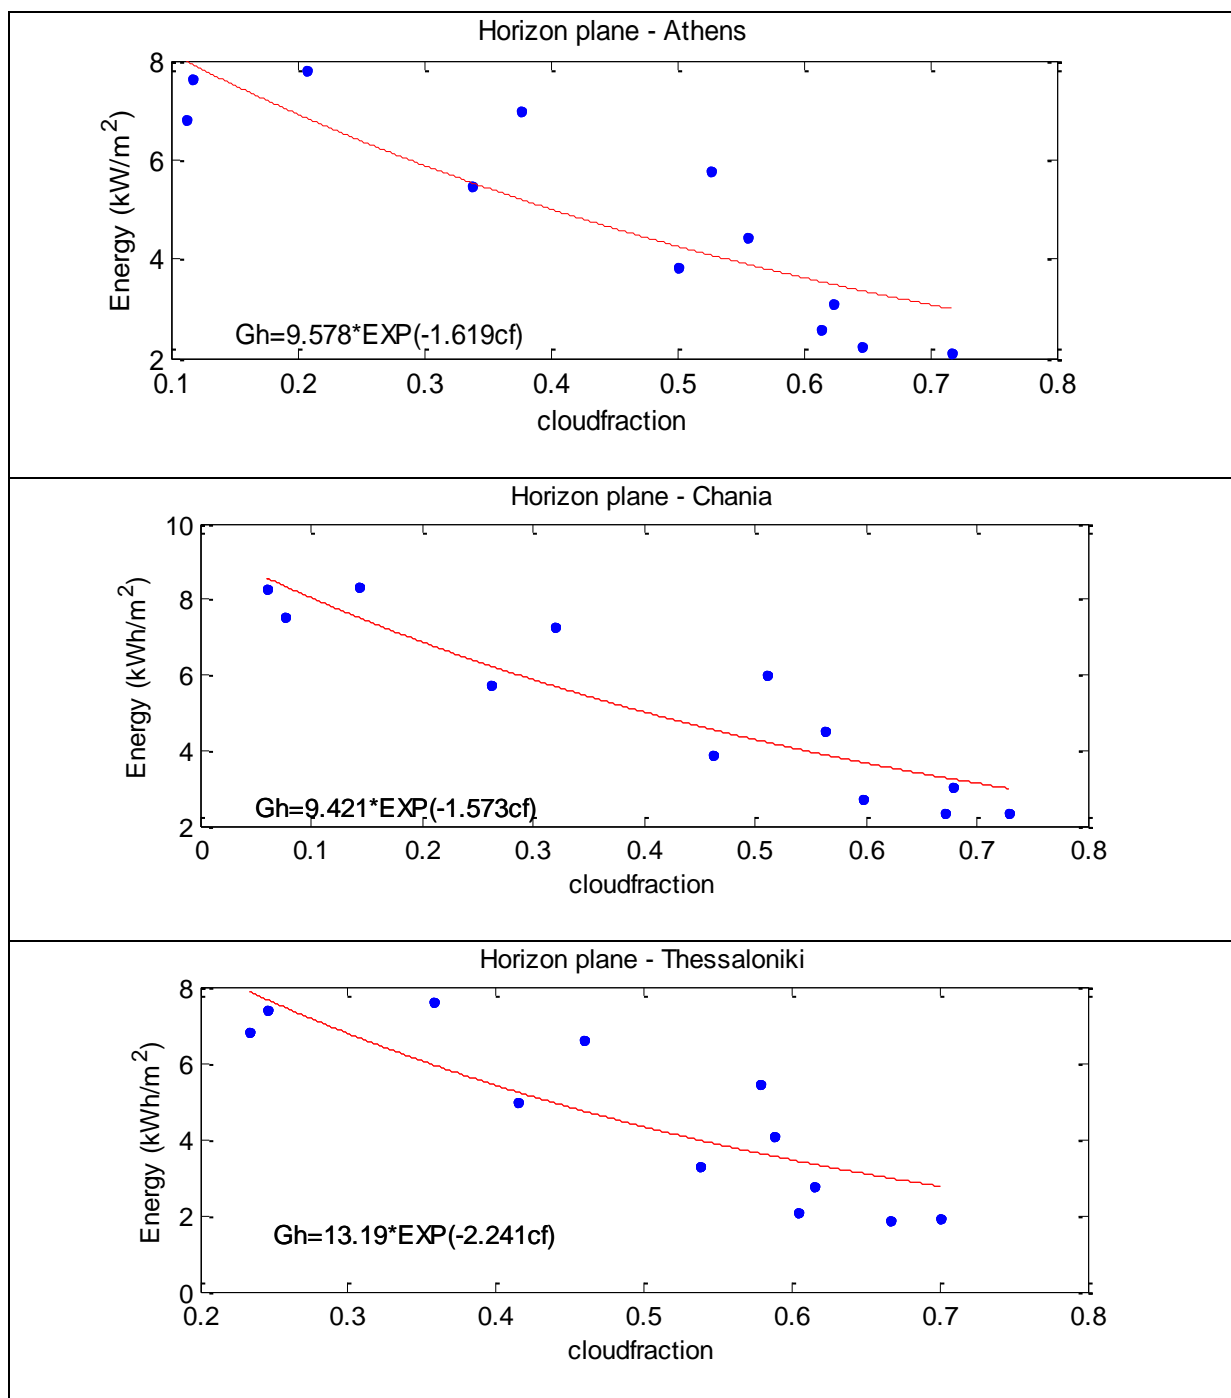 Horizon plane - Athens
8
6
4
2
Energy (kW/m²)
Gh=9.578*EXP(-1.619cf)
0.1 0.2 0.3 0.4 0.5 0.6 0.7 0.8
cloudfraction
Horizon plane - Chania
10
8
6
4
2
Energy (kWh/m²)
Gh=9.421*EXP(-1.573cf)
0 0.1 0.2 0.3 0.4 0.5 0.6 0.7 0.8
cloudfraction
Horizon plane - Thessaloniki
8
6
4
2
0
Energy (kWh/m²)
Gh=13.19*EXP(-2.241cf)
0.2 0.3 0.4 0.5 0.6 0.7 0.8
cloudfraction